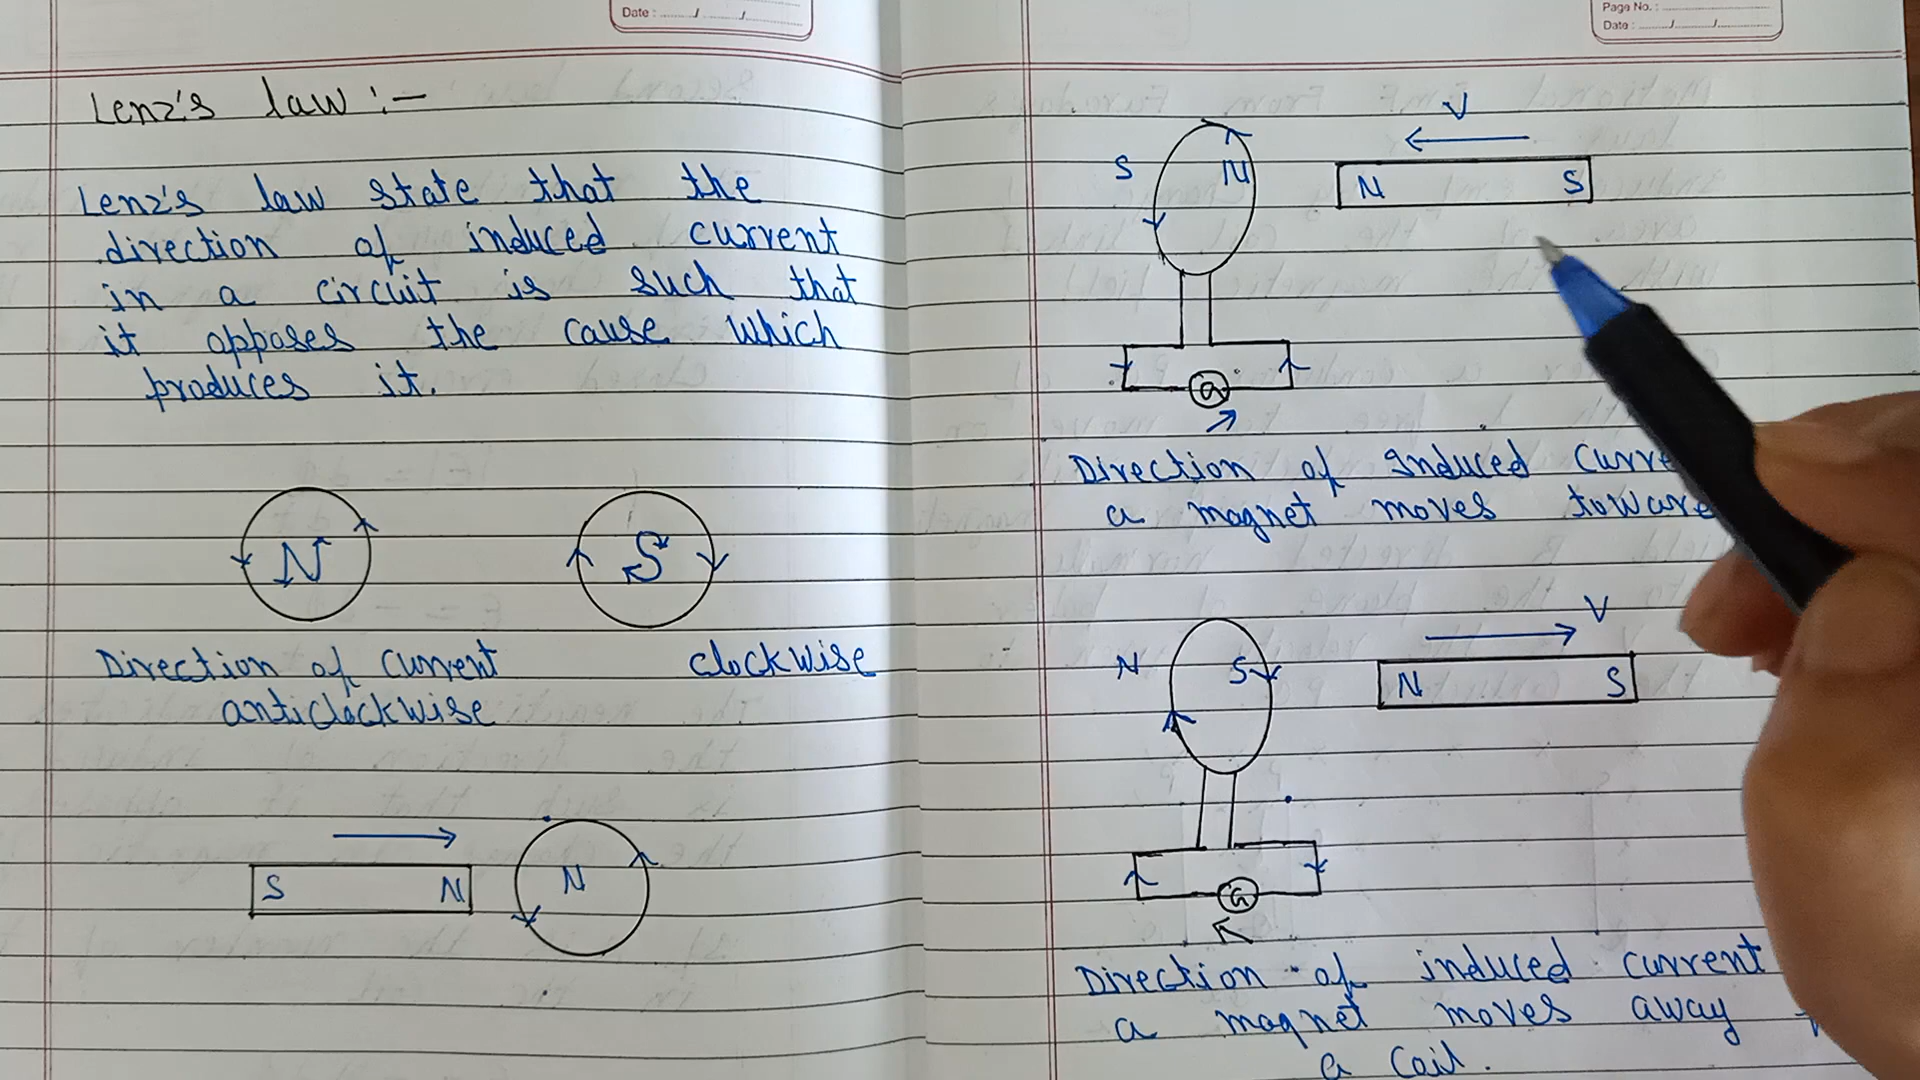 Date : ....../....../......
Lenz's law :-
Lenz's law state that the
direction of induced current
in a circuit is such that
it opposes the cause which
produces it.
N S
Direction of current clockwise
anticlockwise
S N N
Page No. :
Date : ....../....../......
V
S N N S
G
Direction of Induced
a magnet moves
V
N S N S
G
Direction of induced current
a magnet moves away
a coil.